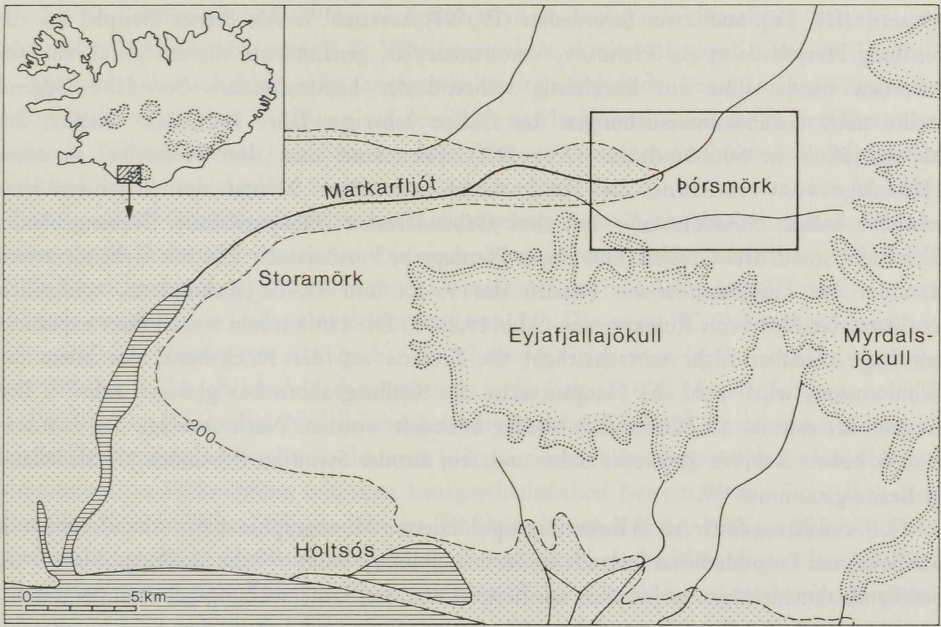 Markarfljót
Þórsmörk
Storamörk
Eyjafjallajökull
Myrdals-
jökull
200
Holtsós
0 5 km